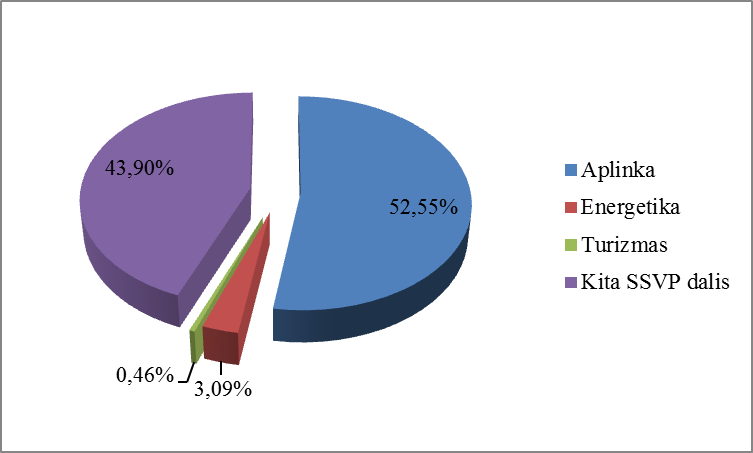 43,90%
52,55%
0,46%
3,09%
Aplinka
Energetika
Turizmas
Kita SSVP dalis